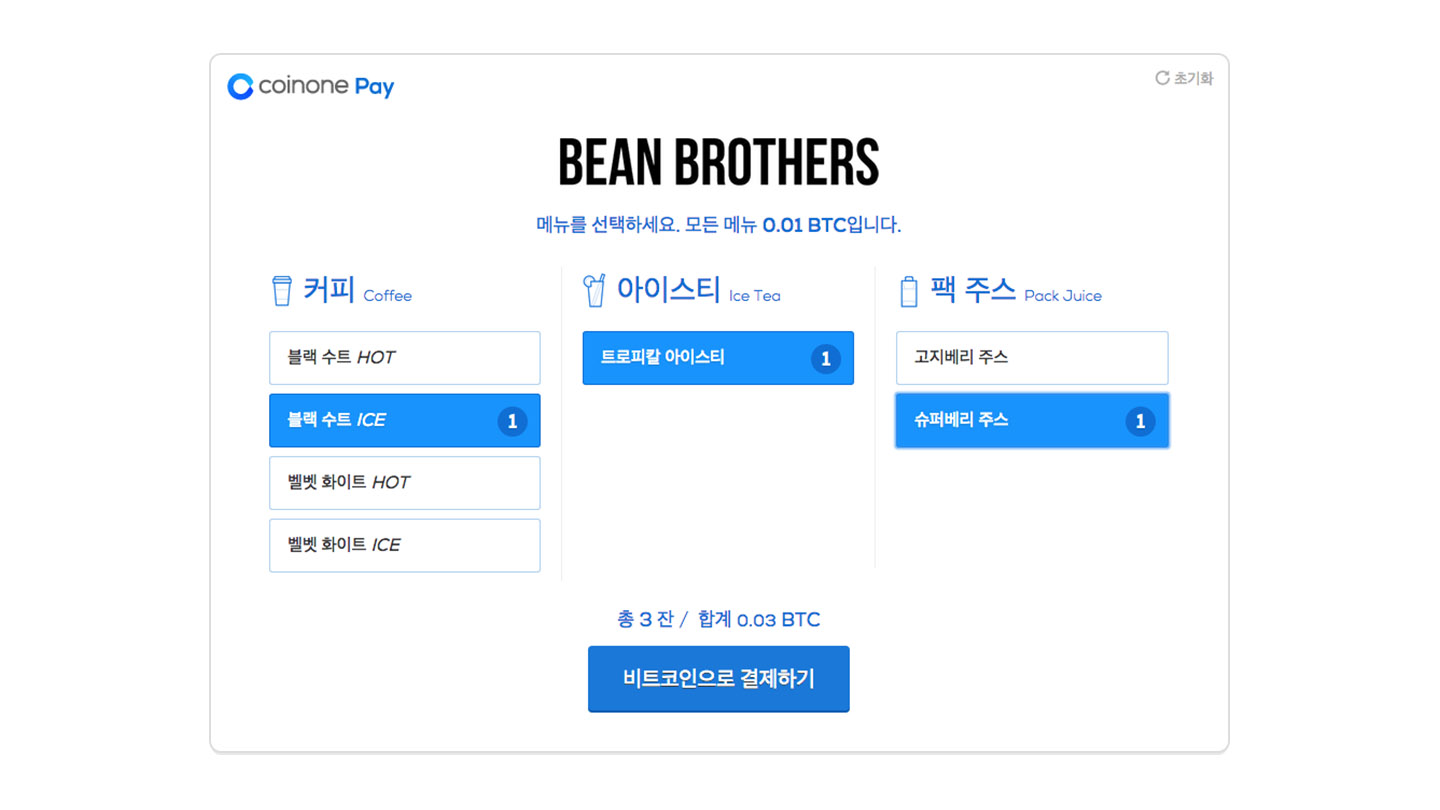 coinone Pay
초기화
BEAN BROTHERS
메뉴를 선택하세요. 모든 메뉴 0.01 BTC입니다.
커피 Coffee
블랙 수트 HOT
블랙 수트 ICE 1
벨벳 화이트 HOT
벨벳 화이트 ICE
아이스티 Ice Tea
트로피칼 아이스티 1
팩 주스 Pack Juice
고지베리 주스
슈퍼베리 주스 1
총 3 잔 / 합계 0.03 BTC
비트코인으로 결제하기